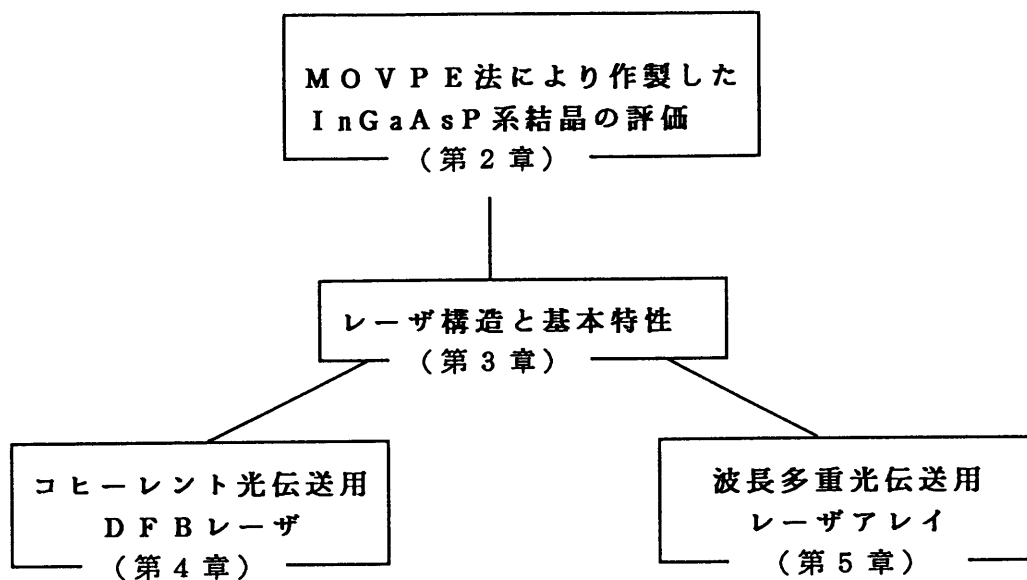 MOVPE法により作製した
InGaAsP系結晶の評価
(第2章)
レーザ構造と基本特性
(第3章)
コヒーレント光伝送用
DFBレーザ
(第4章)
波長多重光伝送用
レーザアレイ
(第5章)